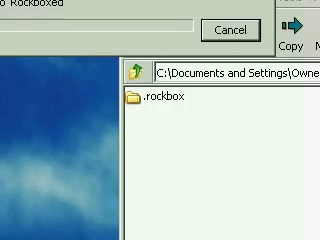 o Rockboxed
Cancel
Copy
C:\Documents and Settings\Owne
.rockbox